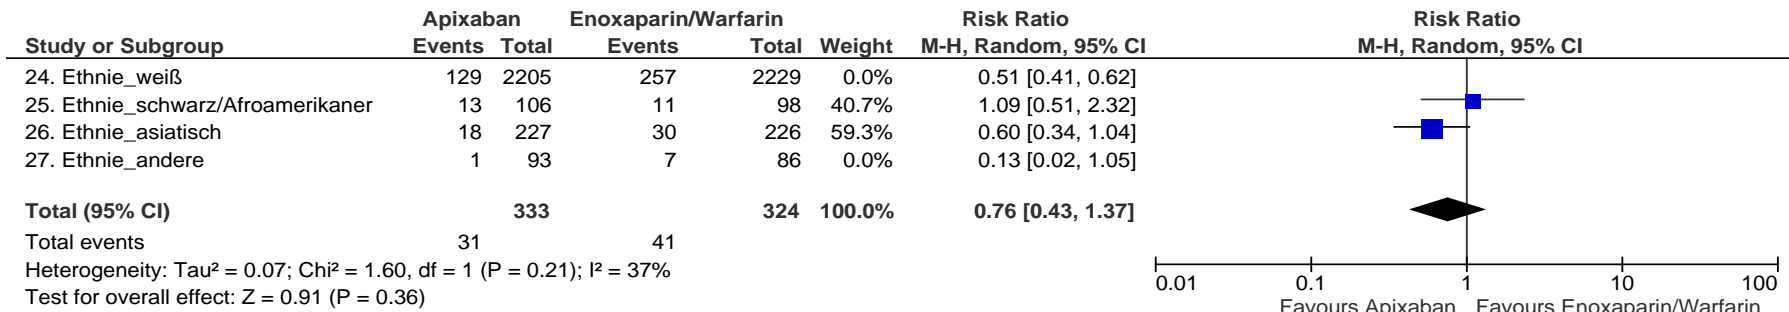 Apixaban Enoxaparin/Warfarin Risk Ratio Risk Ratio
Study or Subgroup Events Total Events Total Weight M-H, Random, 95% CI M-H, Random, 95% CI
24. Ethnie_weiß 129 2205 257 2229 0.0% 0.51 [0.41, 0.62]
25. Ethnie_schwarz/Afroamerikaner 13 106 11 98 40.7% 1.09 [0.51, 2.32]
26. Ethnie_asiatisch 18 227 30 226 59.3% 0.60 [0.34, 1.04]
27. Ethnie_andere 1 93 7 86 0.0% 0.13 [0.02, 1.05]
Total (95% CI) 333 324 100.0% 0.76 [0.43, 1.37]
Total events 31 41
Heterogeneity: Tau² = 0.07; Chi² = 1.60, df = 1 (P = 0.21); I² = 37%
Test for overall effect: Z = 0.91 (P = 0.36)
0.01 0.1 1 10 100
Favours Apixaban Favours Enoxaparin/Warfarin